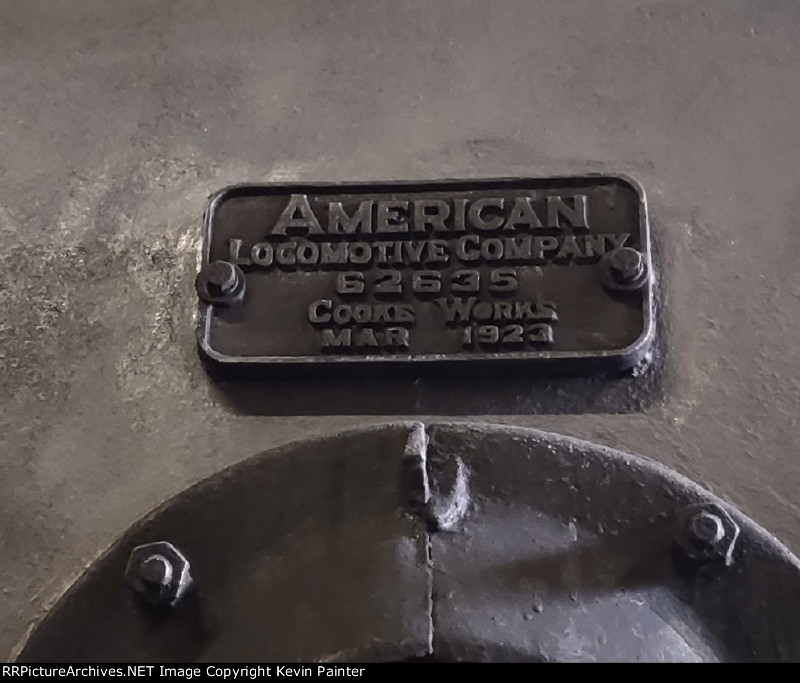 AMERICAN
LOCOMOTIVE COMPANY
62635
COOKE WORKS
MAR 1923
RRPictureArchives.NET Image Copyright Kevin Painter